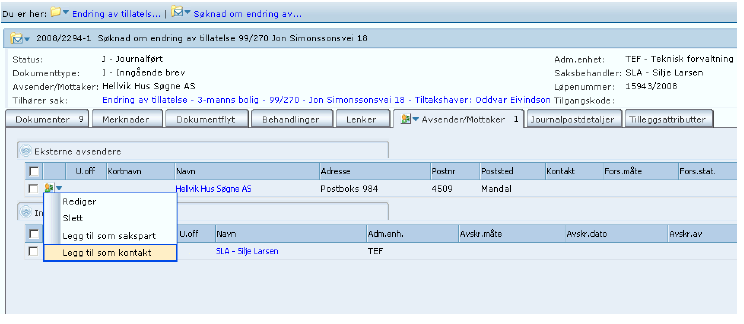 Du er her: Endring av tillatels... | Søknad om endring av...
2008/2294-1 Søknad om endring av tillatelse 99/270 Jon Simonssonsvei 18
Status: J - Journalført Adm.enhet: TEF - Teknisk forvaltning
Dokumenttype: I - Inngående brev Saksbehandler: SLA - Silje Larsen
Avsender/Mottaker: Hellvik Hus Søgne AS Løpenummer: 15943/2008
Tilhører sak: Endring av tillatelse - 3-manns bolig - 99/270 - Jon Simonssons vei 18 - Tiltakshaver: Oddvar Eivindson Tilgangskode:
Dokumenter 9 Merknader Dokumentflyt Behandlinger Lenker Avsender/Mottaker 1 Journalpostdetaljer Tilleggsattributter
Eksterne avsendere
U.off Kortnavn Navn Adresse Postnr Poststed Kontakt Fors.måte Fors.stat.
Hellvik Hus Søgne AS Postboks 984 4509 Mandal
Rediger
Slett
In
Legg til som sakspart
U.off Navn Adm.enh. Avskr.måte Avskr.dato Avskr.av
Legg til som kontakt
SLA - Silje Larsen TEF